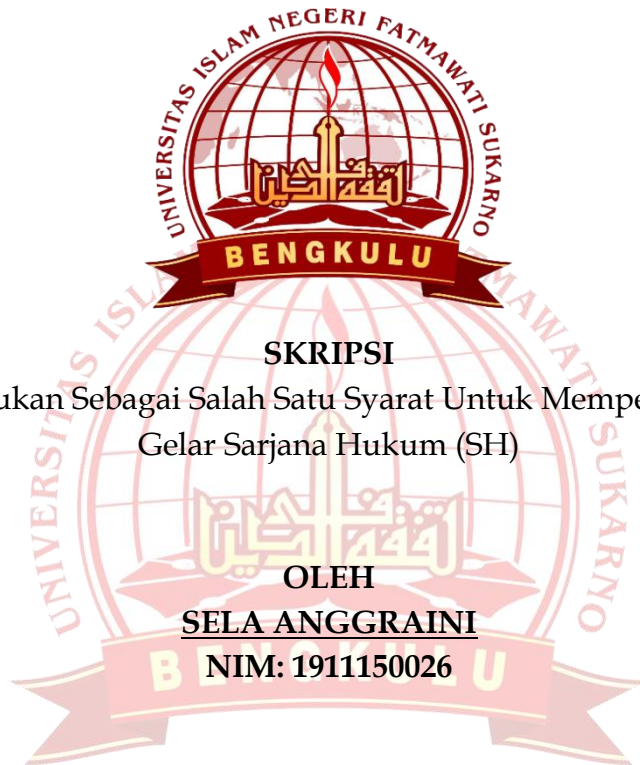 UNIVERSITAS ISLAM NEGERI FATMAWATI SUKARNO
BENGKULU
SKRIPSI
ukan Sebagai Salah Satu Syarat Untuk Mempe
Gelar Sarjana Hukum (SH)
OLEH
SELA ANGGRAINI
NIM: 1911150026
BENGKULU